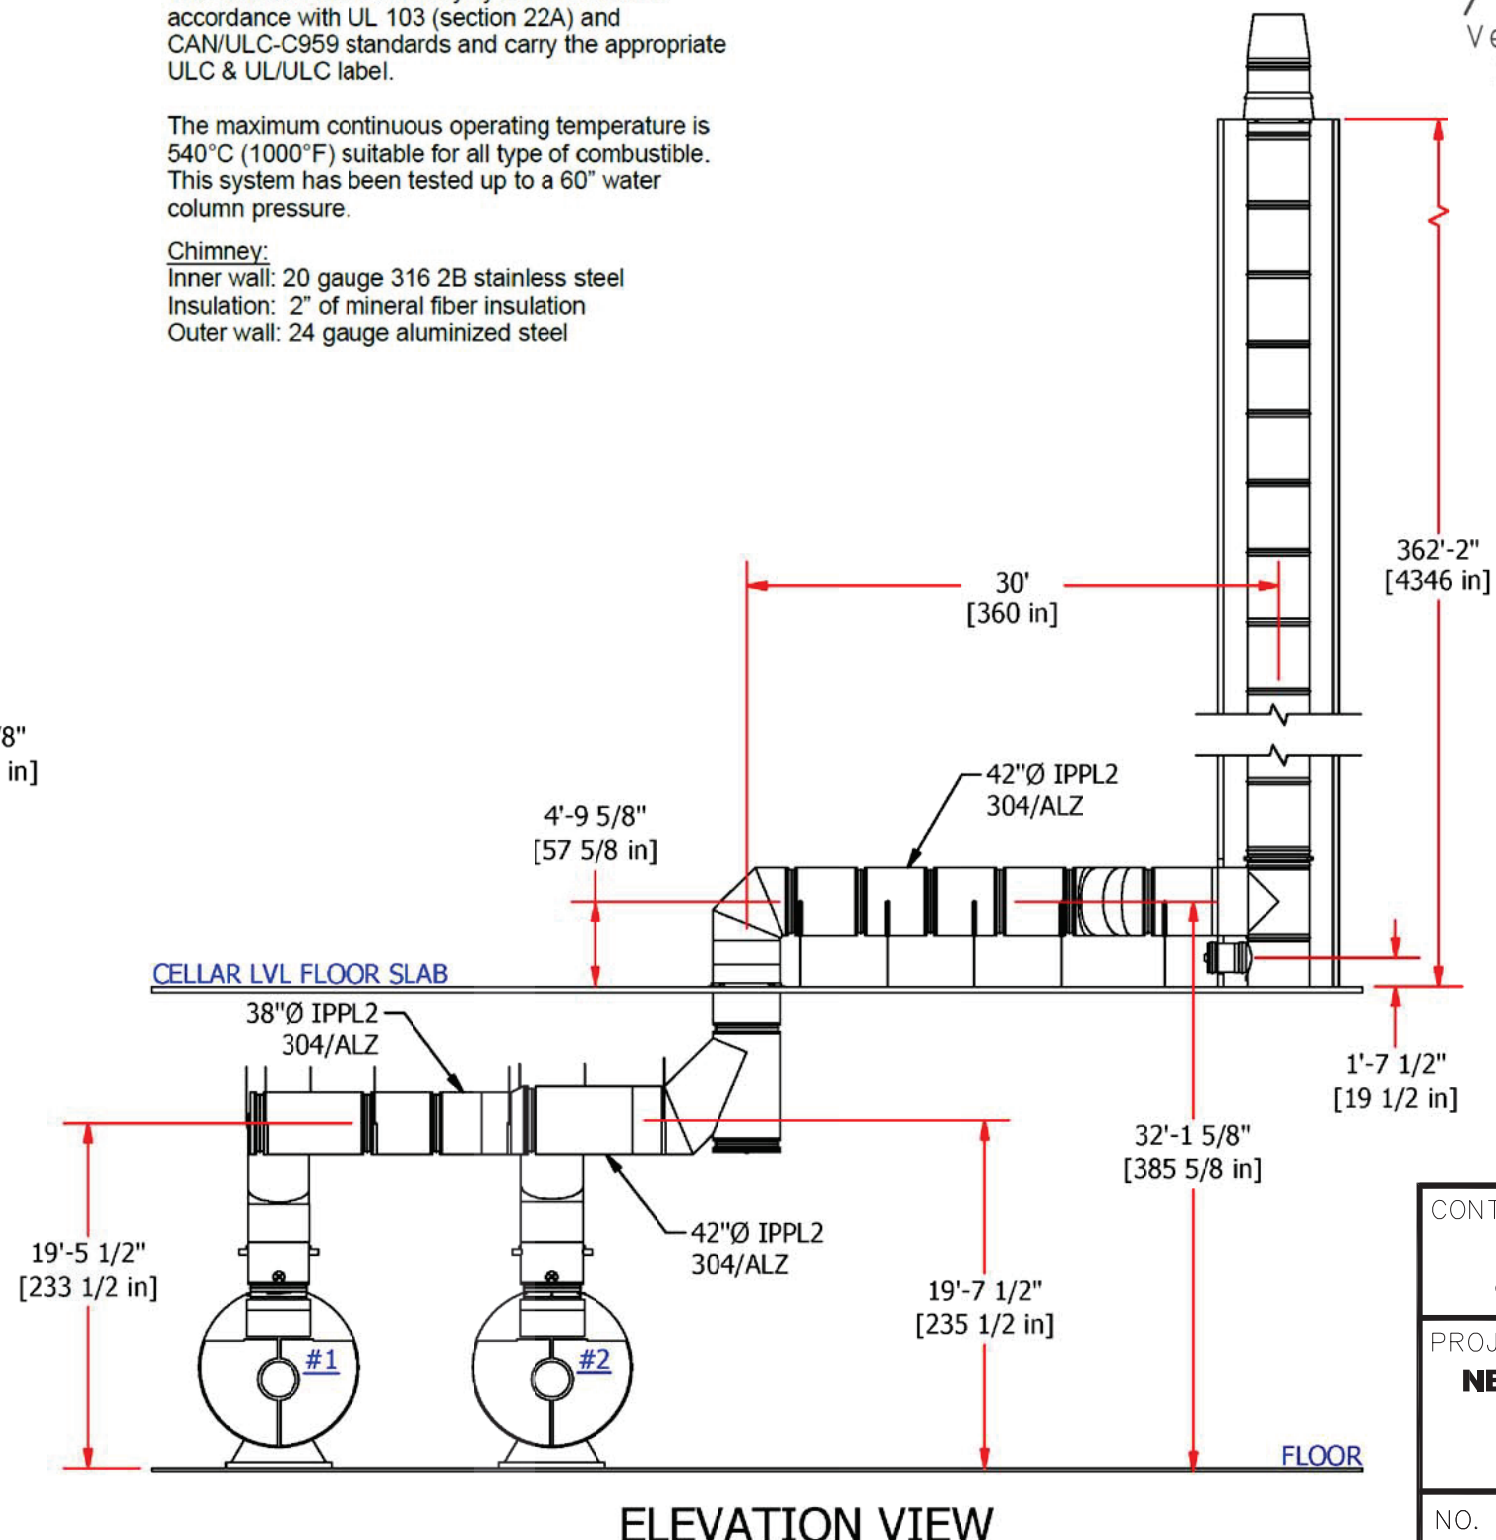 accordance with UL 103 (section 22A) and
CAN/ULC-C959 standards and carry the appropriate
ULC & UL/ULC label.
The maximum continuous operating temperature is
540°C (1000°F) suitable for all type of combustible.
This system has been tested up to a 60" water
column pressure.
Chimney:
Inner wall: 20 gauge 316 2B stainless steel
Insulation: 2" of mineral fiber insulation
Outer wall: 24 gauge aluminized steel
362'-2"
[4346 in]
30'
[360 in]
/8"
in]
42"Ø IPPL2
304/ALZ
4'-9 5/8"
[57 5/8 in]
CELLAR LVL FLOOR SLAB
38"Ø IPPL2
304/ALZ
1'-7 1/2"
[19 1/2 in]
32'-1 5/8"
[385 5/8 in]
42"Ø IPPL2
304/ALZ
19'-5 1/2"
[233 1/2 in]
19'-7 1/2"
[235 1/2 in]
#1
#2
FLOOR
ELEVATION VIEW
NO.